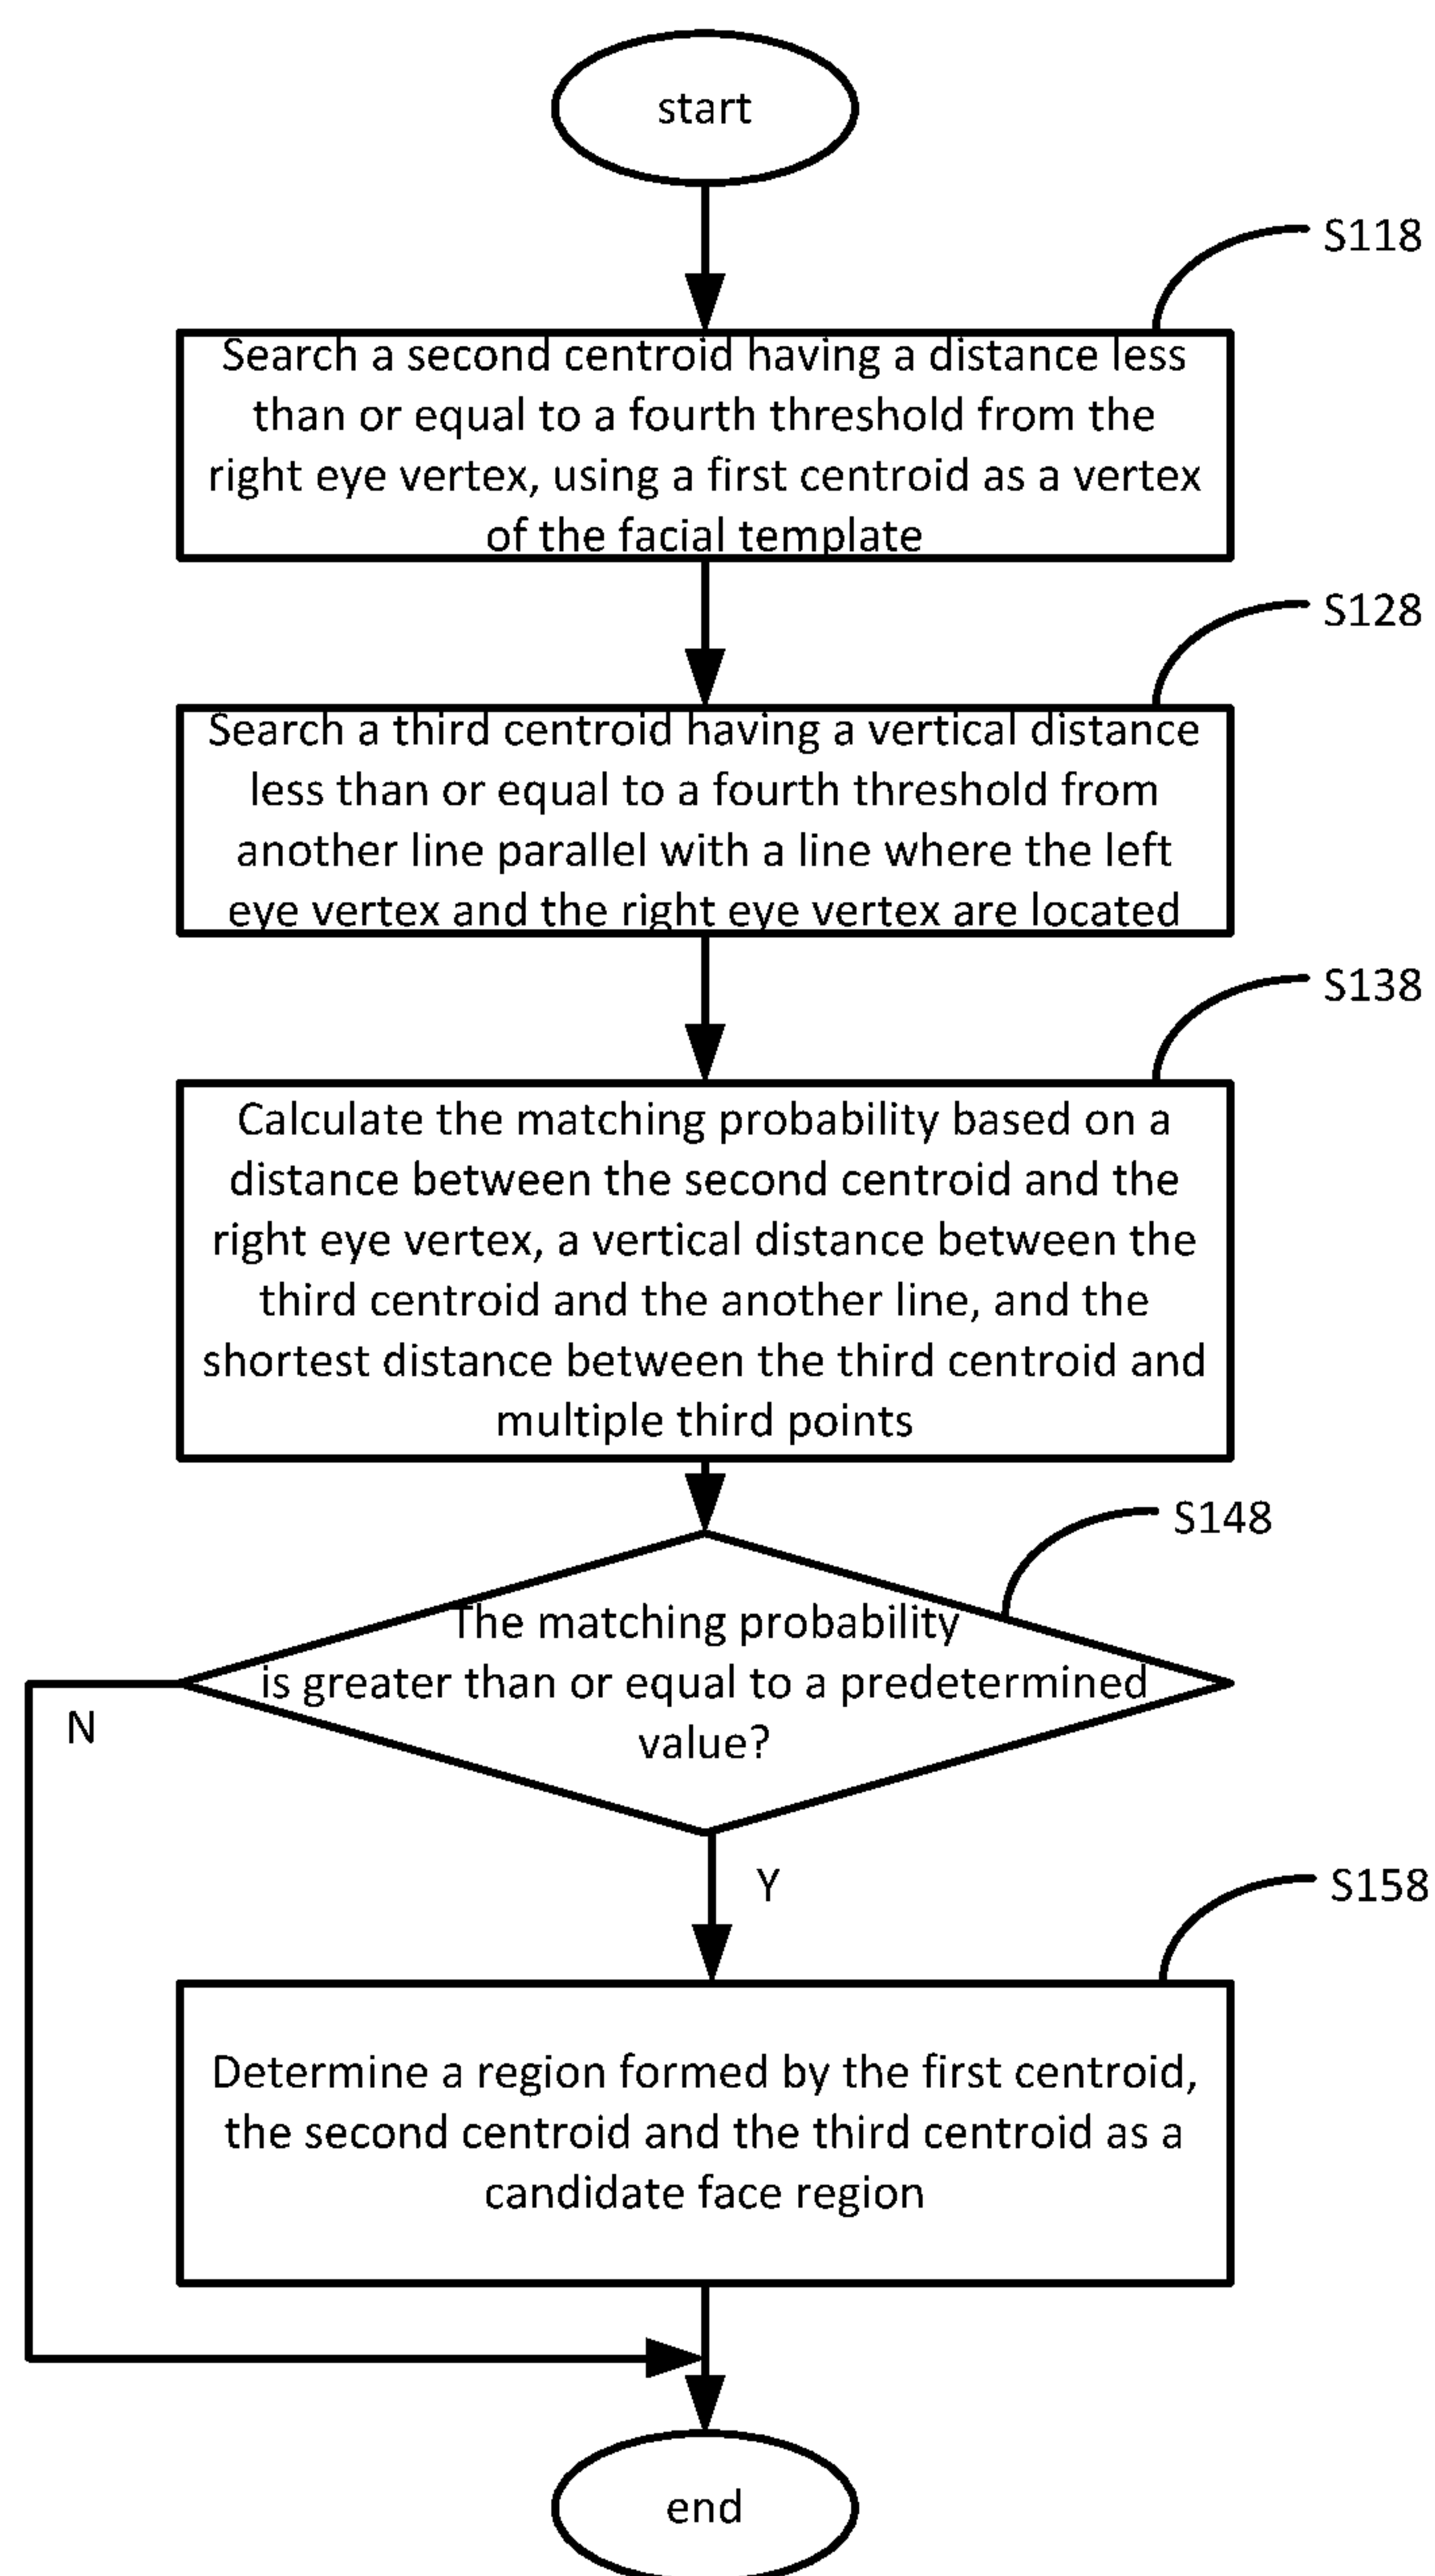 start
S118
Search a second centroid having a distance less
than or equal to a fourth threshold from the
right eye vertex, using a first centroid as a vertex
of the facial template
S128
Search a third centroid having a vertical distance
less than or equal to a fourth threshold from
another line parallel with a line where the left
eye vertex and the right eye vertex are located
S138
Calculate the matching probability based on a
distance between the second centroid and the
right eye vertex, a vertical distance between the
third centroid and the another line, and the
shortest distance between the third centroid and
multiple third points
S148
The matching probability
is greater than or equal to a predetermined
value?
N
Y
S158
Determine a region formed by the first centroid,
the second centroid and the third centroid as a
candidate face region
end